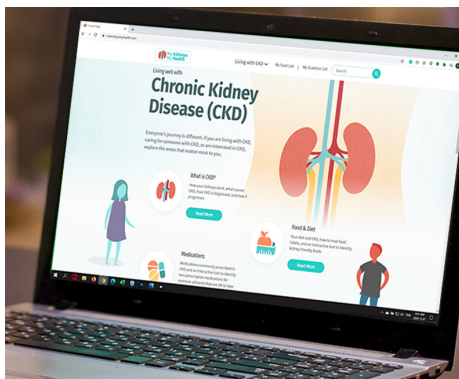 My Kidneys
My Health
Living with CKD
My Food List | My Question List
Search
Living well with
Chronic Kidney
Disease (CKD)
Everyone's journey is different. If you are living with CKD,
caring for someone with CKD, or are interested in CKD,
explore the areas that matter most to you.
What is CKD?
How your kidneys work, what causes
CKD, how CKD is diagnosed, and how it
progresses
Read More
Food & Diet
Your diet and CKD, how to read food
labels, and an interactive tool to identify
kidney-friendly foods
Read More
Medications
Medications commonly prescribed in
CKD and an interactive tool to identify
non-prescription medications for
common ailments that are OK to take